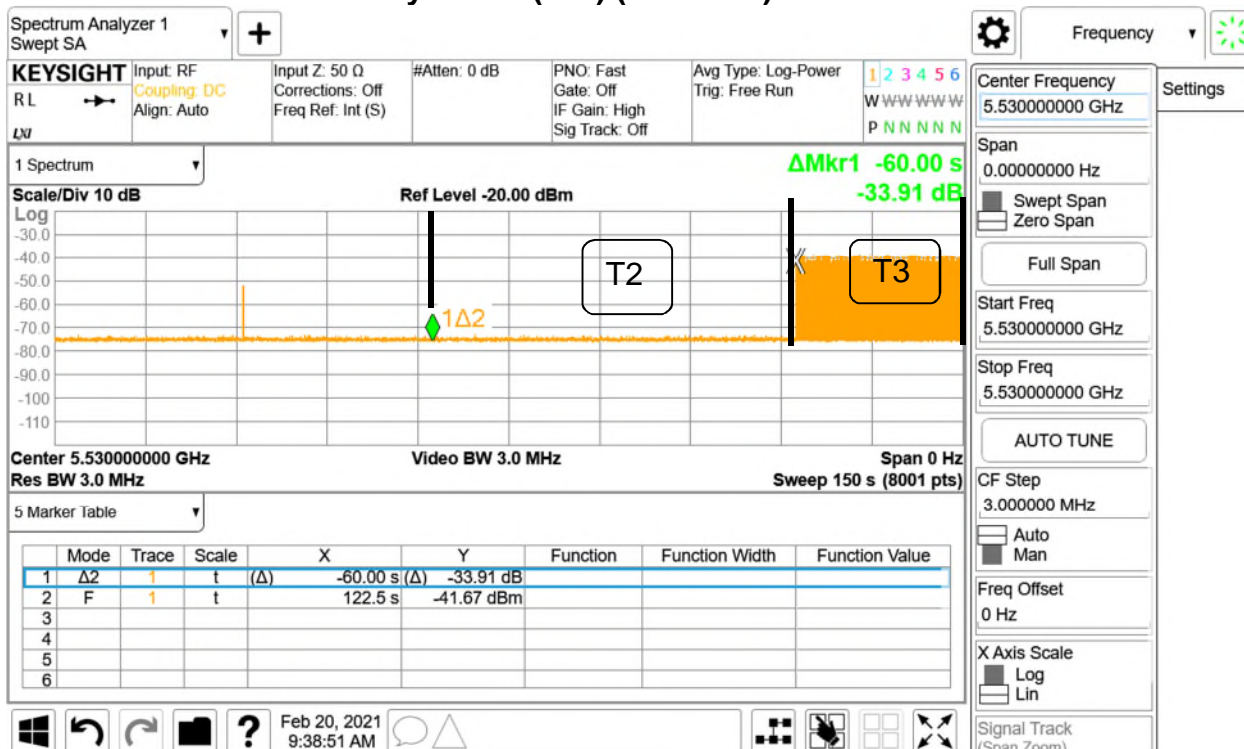 Spectrum Analyzer 1
Swept SA
+
Frequency
KEYSIGHT
RL
LXI
Input: RF
Coupling: DC
Align: Auto
Input Z: 50 Ω
Corrections: Off
Freq Ref: Int (S)
#Atten: 0 dB
PNO: Fast
Gate: Off
IF Gain: High
Sig Track: Off
Avg Type: Log-Power
Trig: Free Run
1 2 3 4 5 6
W W W W W W
P N N N N N
1 Spectrum
ΔMkr1 -60.00 s
-33.91 dB
Scale/Div 10 dB
Ref Level -20.00 dBm
Log
-30.0
-40.0
-50.0
-60.0
-70.0
-80.0
-90.0
-100
-110
T2
T3
X
1Δ2
Center 5.530000000 GHz
Video BW 3.0 MHz
Span 0 Hz
Res BW 3.0 MHz
Sweep 150 s (8001 pts)
5 Marker Table
Mode Trace Scale X Y Function Function Width Function Value
1 Δ2 1 t (Δ) -60.00 s (Δ) -33.91 dB
2 F 1 t 122.5 s -41.67 dBm
3
4
5
6
?
Feb 20, 2021
9:38:51 AM
Center Frequency
5.530000000 GHz
Settings
Span
0.00000000 Hz
Swept Span
Zero Span
Full Span
Start Freq
5.530000000 GHz
Stop Freq
5.530000000 GHz
AUTO TUNE
CF Step
3.000000 MHz
Auto
Man
Freq Offset
0 Hz
X Axis Scale
Log
Lin
Signal Track
(Span Zoom)